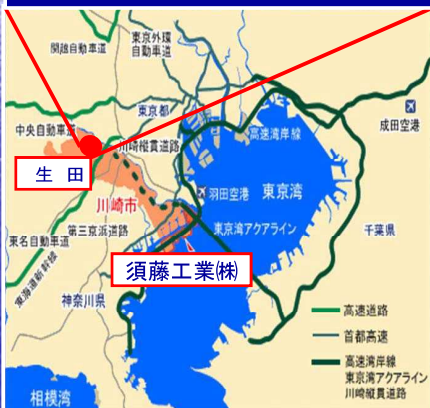 関越自動車道
東京外環
自動車道
東京都
中央自動車道
高速湾岸線
成田空港
川崎縦貫道路
生田
羽田空港
東京湾
川崎市
東京湾アクアライン
千葉県
第三京浜道路
東名自動車道
須藤工業㈱
東海道新幹線
神奈川県
高速道路
首都高速
高速湾岸線
東京湾アクアライン
川崎縦貫道路
相模湾